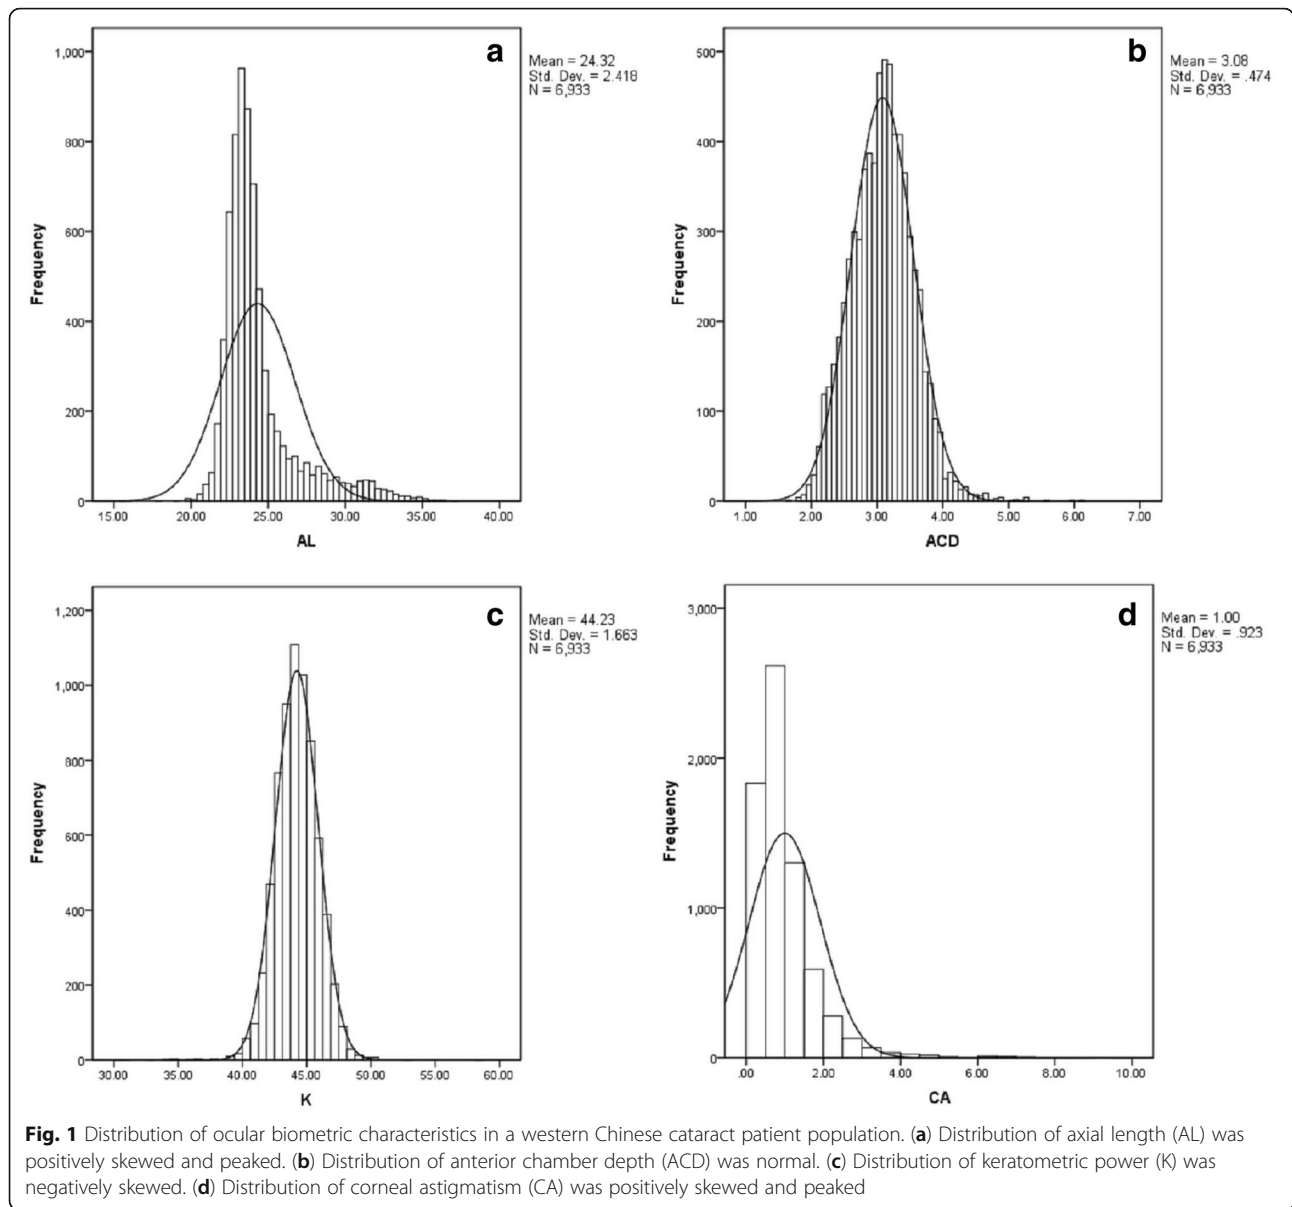 a
Mean = 24.32
Std. Dev. = 2.418
N = 6,933
1,000
800
600
400
200
0
Frequency
15.00 20.00 25.00 30.00 35.00 40.00
AL
b
Mean = 3.08
Std. Dev. = .474
N = 6,933
500
400
300
200
100
0
Frequency
1.00 2.00 3.00 4.00 5.00 6.00 7.00
ACD
c
Mean = 44.23
Std. Dev. = 1.663
N = 6,933
1,200
1,000
800
600
400
200
0
Frequency
30.00 35.00 40.00 45.00 50.00 55.00 60.00
K
d
Mean = 1.00
Std. Dev. = .923
N = 6,933
3,000
2,000
1,000
0
Frequency
.00 2.00 4.00 6.00 8.00 10.00
CA
Fig. 1 Distribution of ocular biometric characteristics in a western Chinese cataract patient population. (a) Distribution of axial length (AL) was
positively skewed and peaked. (b) Distribution of anterior chamber depth (ACD) was normal. (c) Distribution of keratometric power (K) was
negatively skewed. (d) Distribution of corneal astigmatism (CA) was positively skewed and peaked